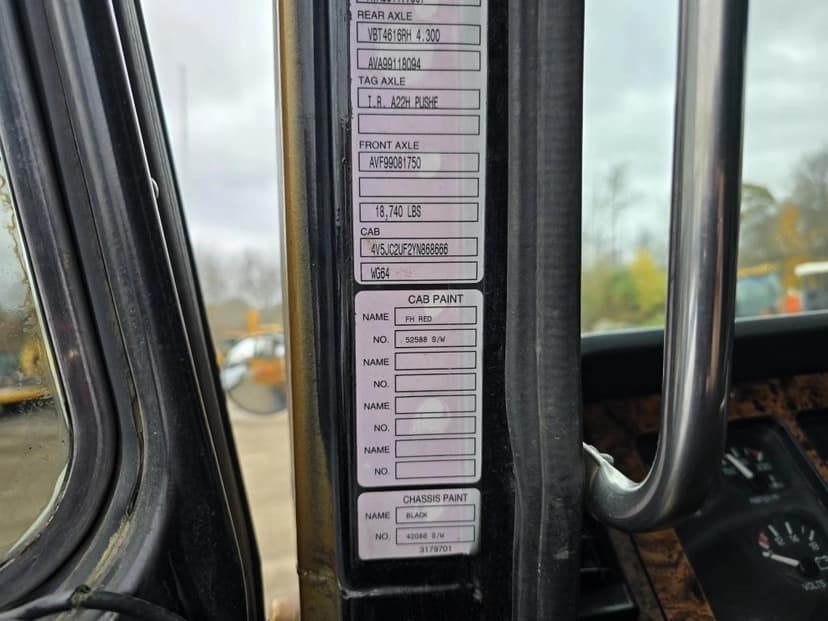 REAR AXLE
VBT4616RH 4.300
AVA99118094
TAG AXLE
I.R. A22H PUSHE
FRONT AXLE
AVF99081750
18,740 LBS
CAB
4V5JC2UF2YN868666
WG64
CAB PAINT
NAME FH RED
NO. 52588 S/W
NAME
NO.
NAME
NO.
NAME
NO.
CHASSIS PAINT
NAME BLACK
NO. 42086 S/W
3179701
VOLTS